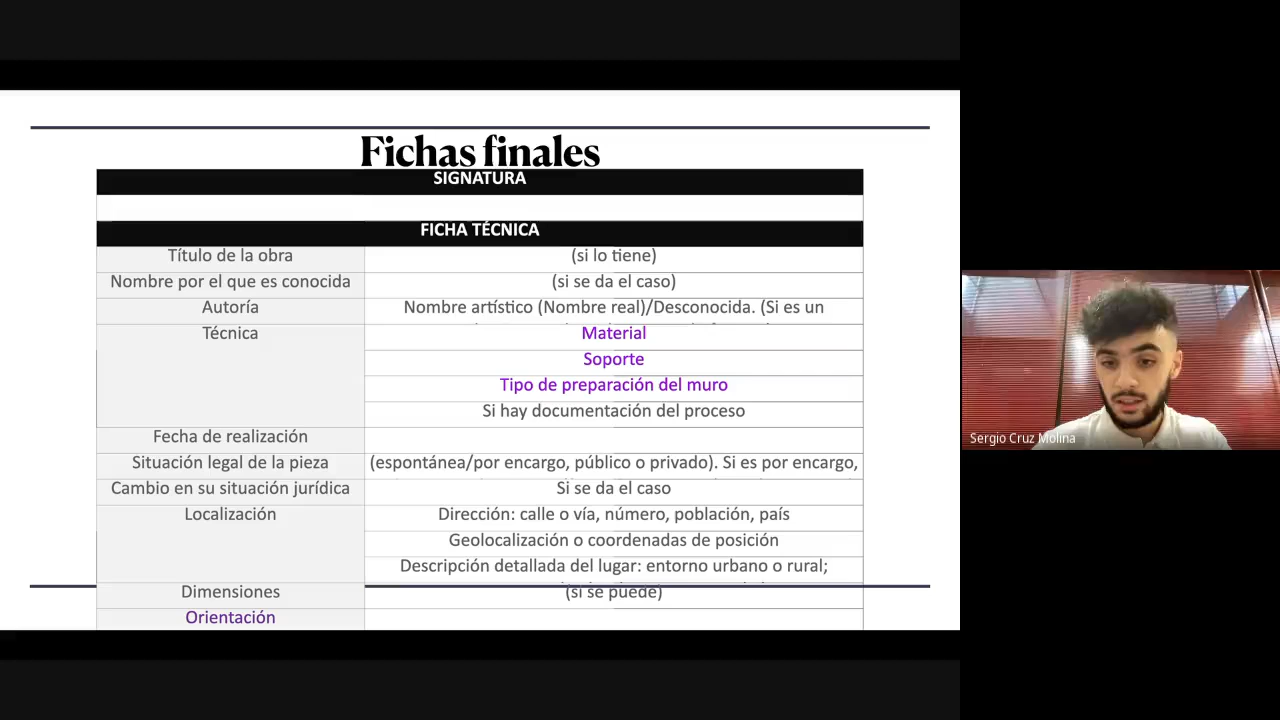 Fichas finales
SIGNATURA
FICHA TÉCNICA
Título de la obra (si lo tiene)
Nombre por el que es conocida (si se da el caso)
Autoría Nombre artístico (Nombre real)/Desconocida. (Si es un
Técnica Material
Soporte
Tipo de preparación del muro
Si hay documentación del proceso
Fecha de realización
Situación legal de la pieza (espontánea/por encargo, público o privado). Si es por encargo,
Cambio en su situación jurídica Si se da el caso
Localización Dirección: calle o vía, número, población, país
Geolocalización o coordenadas de posición
Descripción detallada del lugar: entorno urbano o rural;
Dimensiones (si se puede)
Orientación
Sergio Cruz Molina